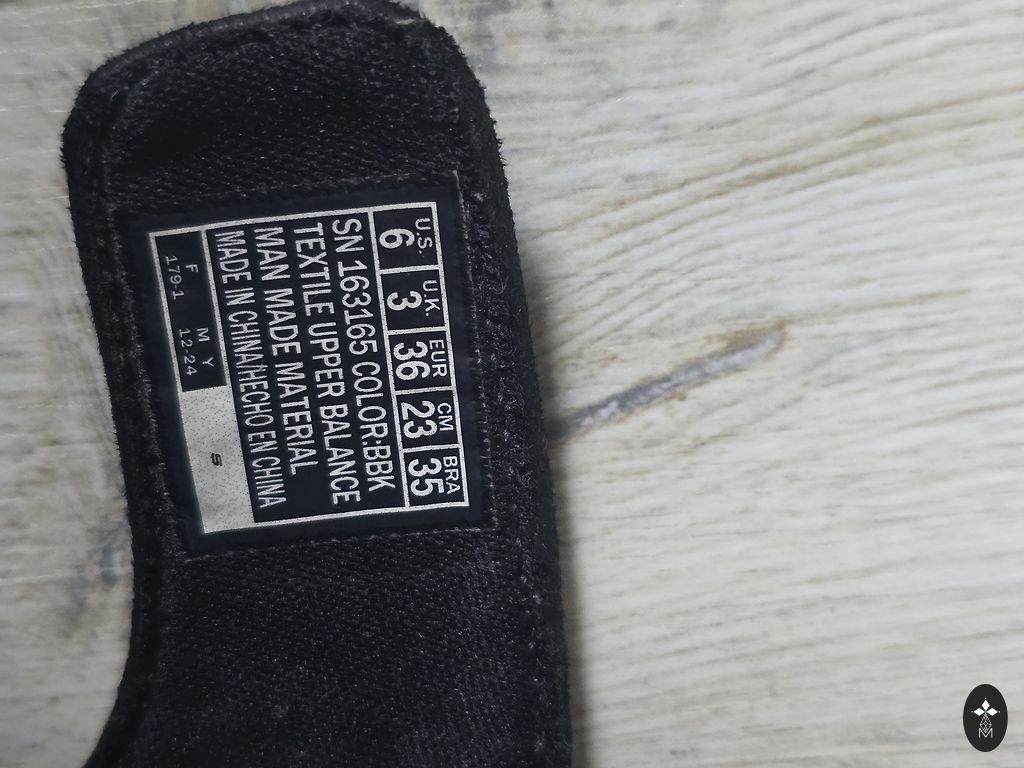 U.S. U.K. EUR CM BRA
6 3 36 23 35
SN 163165 COLOR:BBK
TEXTILE UPPER BALANCE
MAN MADE MATERIAL
MADE IN CHINA/HECHO EN CHINA
F M Y
179-1 12-24
S
M